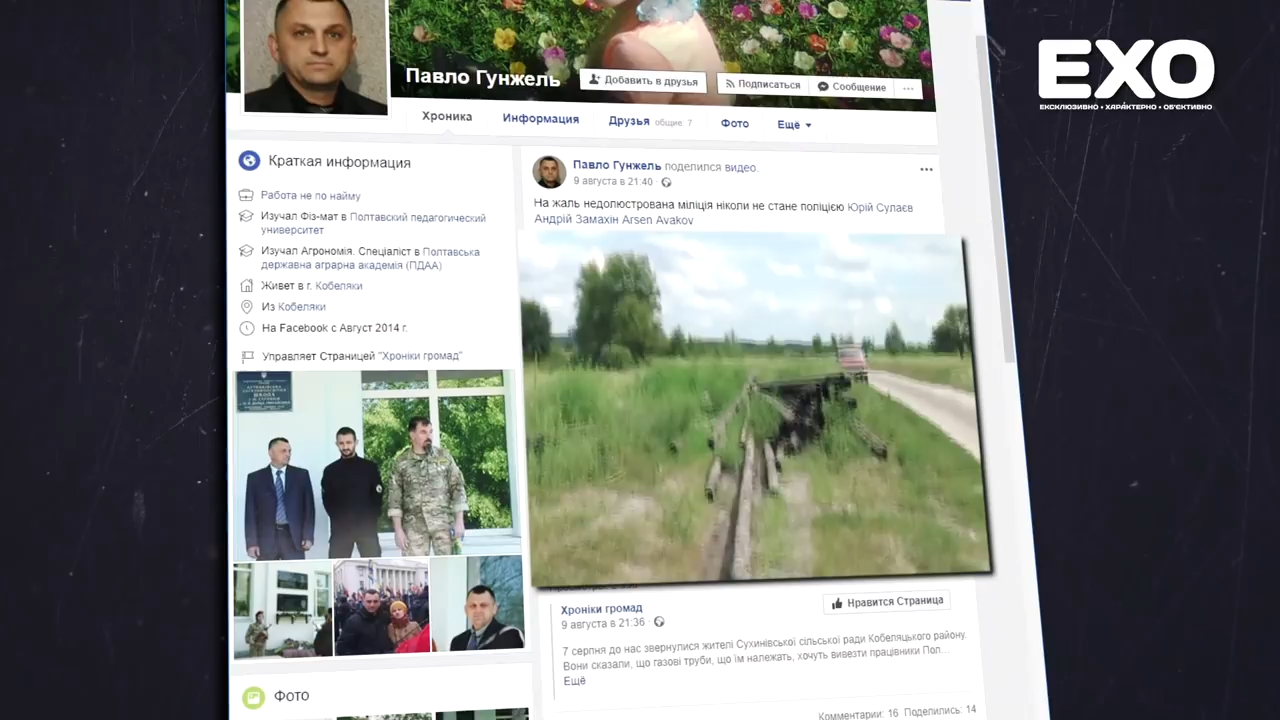 EXO
ЕКСКЛЮЗИВНО • ХАРАКТЕРНО • ОБ'ЄКТИВНО
Павло Гунжель
Добавить в друзья
Подписаться
Сообщение
Хроника
Информация
Друзья общие: 7
Фото
Ещё
Краткая информация
Работа не по найму
Изучал Фіз-мат в Полтавский педагогический
университет
Изучал Агрономія. Спеціаліст в Полтавська
державна аграрна академія (ПДАА)
Живет в г. Кобеляки
Из Кобеляки
На Facebook с Август 2014 г.
Управляет Страницей "Хроніки громад"
ШКОЛА
Фото
Павло Гунжель поделился видео.
9 августа в 21:40 ·
На жаль недолюстрована міліція ніколи не стане поліцією Юрій Сулаєв
Андрій Замахін Arsen Avakov
Хроніки громад
9 августа в 21:36 ·
Нравится Страница
7 серпня до нас звернулися жителі Сухинівської сільської ради Кобеляцького району.
Вони сказали, що газові труби, що їм належать, хочуть вивезти працівники Пол...
Ещё
Комментарии: 16 Поделились: 14